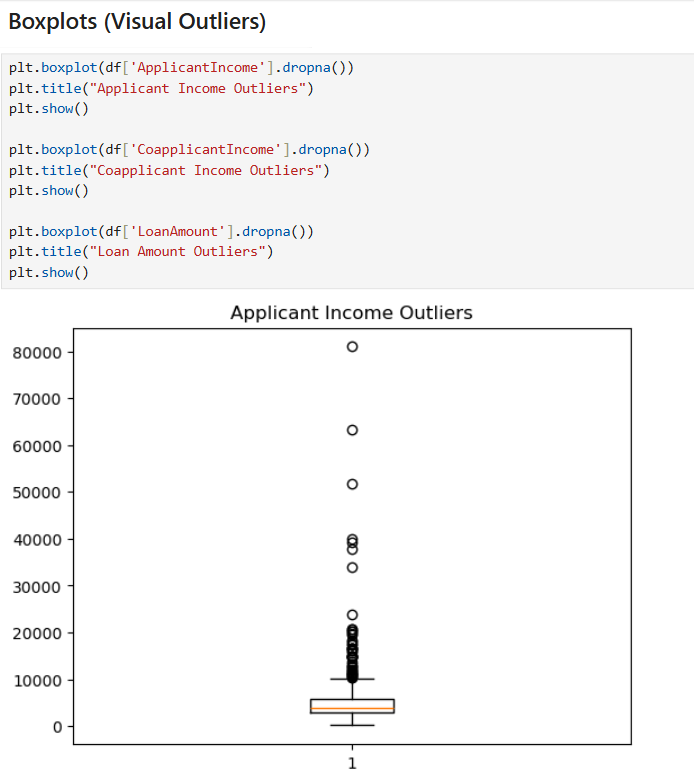 Boxplots (Visual Outliers)
plt.boxplot(df['ApplicantIncome'].dropna())
plt.title("Applicant Income Outliers")
plt.show()
plt.boxplot(df['CoapplicantIncome'].dropna())
plt.title("Coapplicant Income Outliers")
plt.show()
plt.boxplot(df['LoanAmount'].dropna())
plt.title("Loan Amount Outliers")
plt.show()
Applicant Income Outliers
80000
70000
60000
50000
40000
30000
20000
10000
0
1